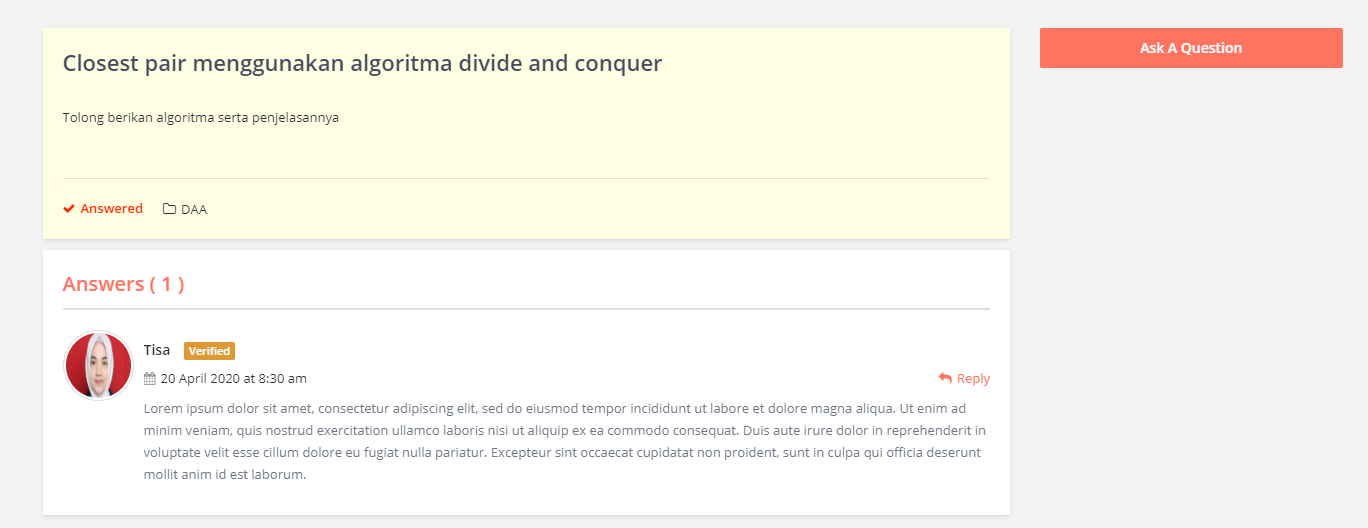 Closest pair menggunakan algoritma divide and conquer
Ask A Question
Tolong berikan algoritma serta penjelasannya
Answered DAA
Answers ( 1 )
Tisa Verified
20 April 2020 at 8:30 am Reply
Lorem ipsum dolor sit amet, consectetur adipiscing elit, sed do eiusmod tempor incididunt ut labore et dolore magna aliqua. Ut enim ad
minim veniam, quis nostrud exercitation ullamco laboris nisi ut aliquip ex ea commodo consequat. Duis aute irure dolor in reprehenderit in
voluptate velit esse cillum dolore eu fugiat nulla pariatur. Excepteur sint occaecat cupidatat non proident, sunt in culpa qui officia deserunt
mollit anim id est laborum.